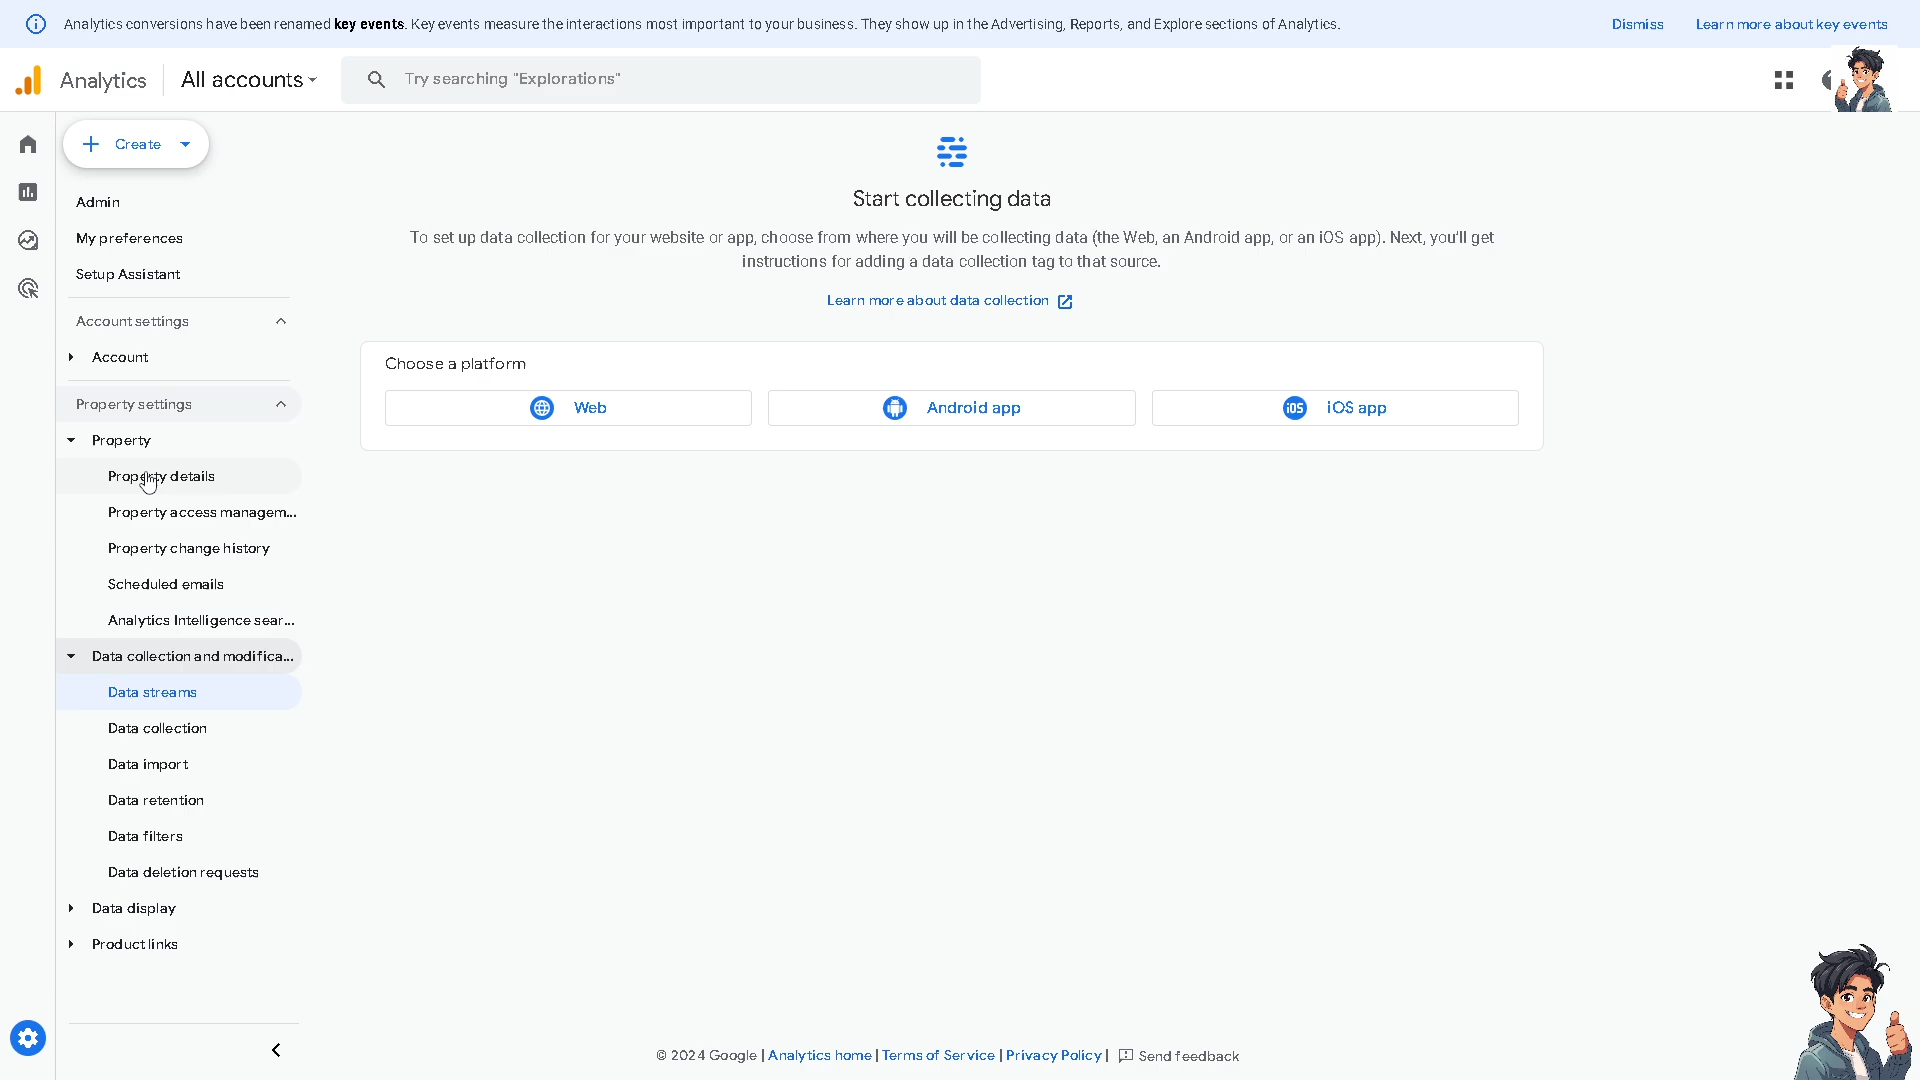 Analytics conversions have been renamed key events. Key events measure the interactions most important to your business. They show up in the Advertising, Reports, and Explore sections of Analytics.
Dismiss
Learn more about key events
Analytics
All accounts
Try searching "Explorations"
Create
Admin
My preferences
Setup Assistant
Account settings
Account
Property settings
Property
Property details
Property access managem...
Property change history
Scheduled emails
Analytics Intelligence sear...
Data collection and modifica...
Data streams
Data collection
Data import
Data retention
Data filters
Data deletion requests
Data display
Product links
Start collecting data
To set up data collection for your website or app, choose from where you will be collecting data (the Web, an Android app, or an iOS app). Next, you'll get
instructions for adding a data collection tag to that source.
Learn more about data collection
Choose a platform
Web
Android app
iOS iOS app
© 2024 Google | Analytics home | Terms of Service | Privacy Policy | Send feedback